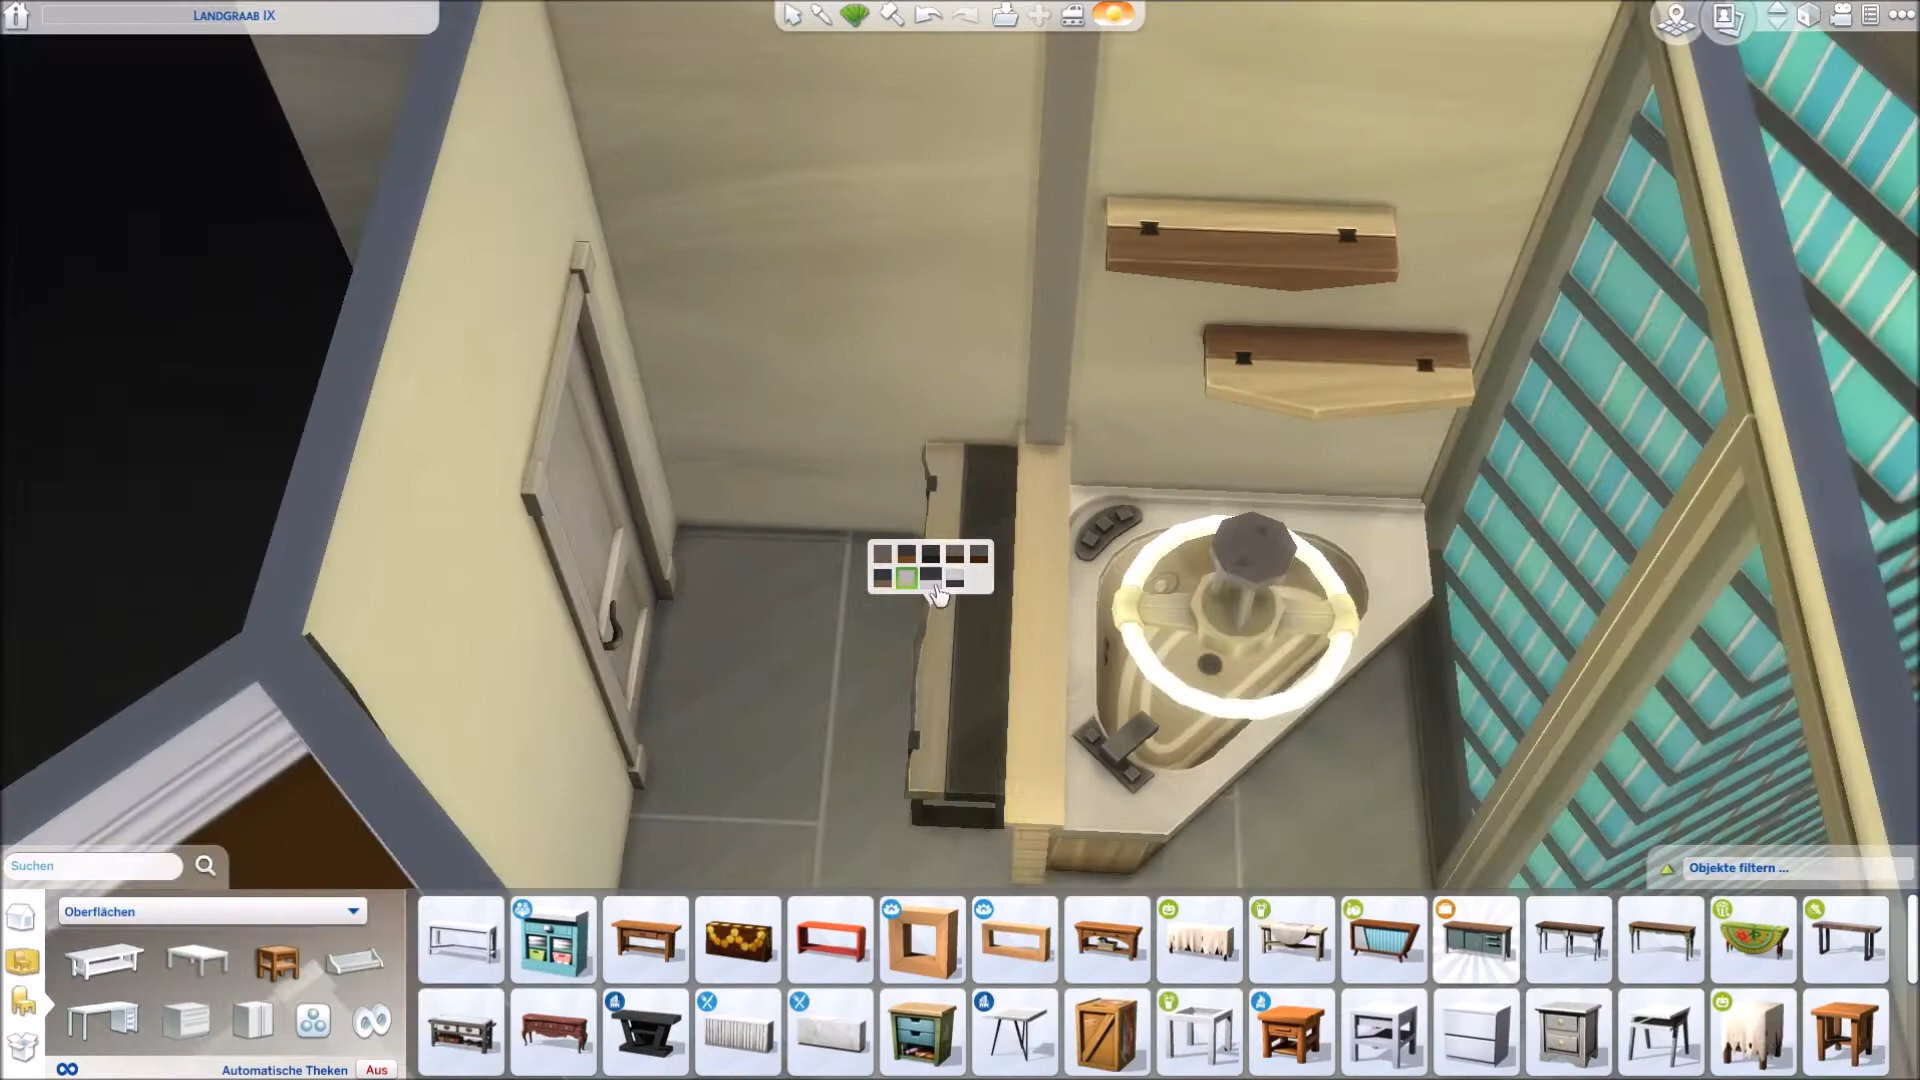 LANDGRAAB IX
Suchen
Objekte filtern ...
Oberflächen
Automatische Theken
Aus